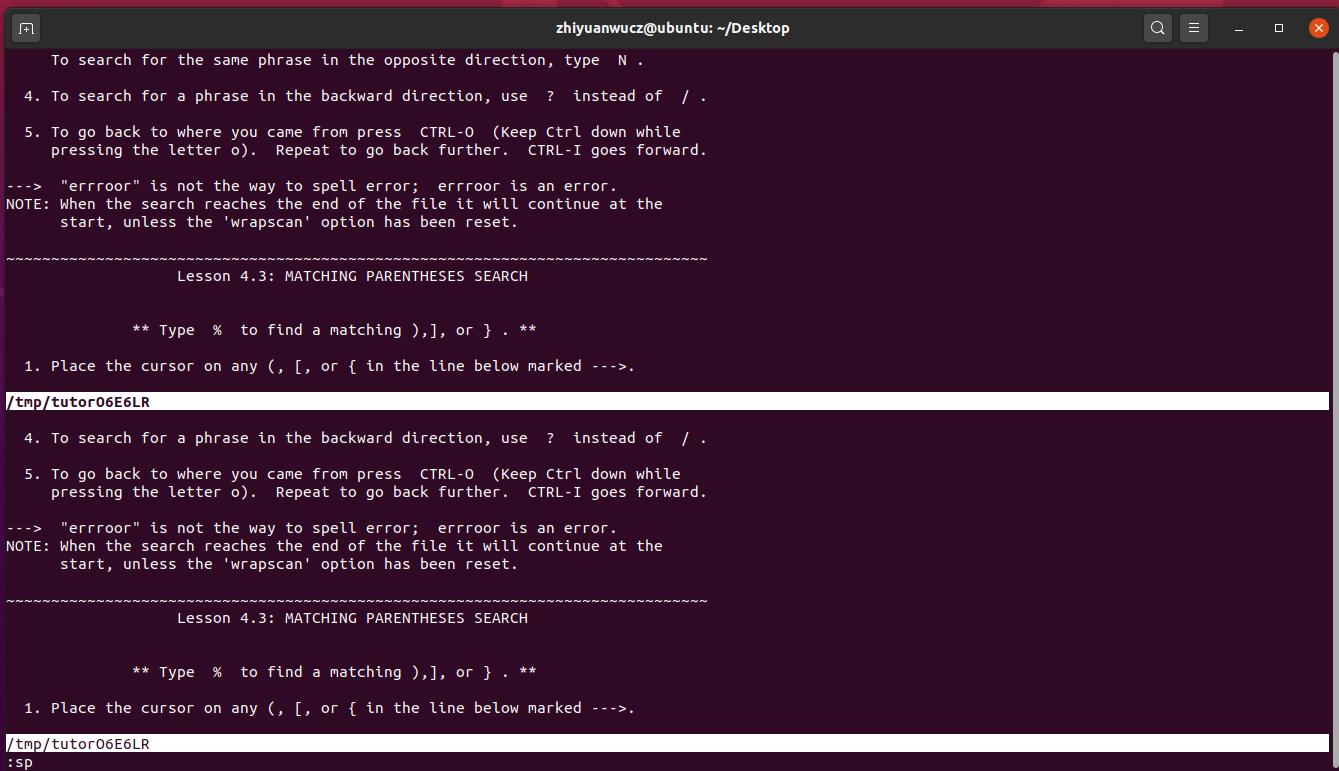 zhiyuanwucz@ubuntu: ~/Desktop
     To search for the same phrase in the opposite direction, type  N .
  4. To search for a phrase in the backward direction, use  ?  instead of  / .
  5. To go back to where you came from press  CTRL-O  (Keep Ctrl down while
     pressing the letter o).  Repeat to go back further.  CTRL-I goes forward.
--->  "errroor" is not the way to spell error;  errroor is an error.
NOTE: When the search reaches the end of the file it will continue at the
      start, unless the 'wrapscan' option has been reset.
~~~~~~~~~~~~~~~~~~~~~~~~~~~~~~~~~~~~~~~~~~~~~~~~~~~~~~~~~~~~~~~~~~~~~~~~~~~~~~
                   Lesson 4.3: MATCHING PARENTHESES SEARCH
              ** Type  %  to find a matching ),], or } . **
  1. Place the cursor on any (, [, or { in the line below marked --->.
/tmp/tutorO6E6LR
  4. To search for a phrase in the backward direction, use  ?  instead of  / .
  5. To go back to where you came from press  CTRL-O  (Keep Ctrl down while
     pressing the letter o).  Repeat to go back further.  CTRL-I goes forward.
--->  "errroor" is not the way to spell error;  errroor is an error.
NOTE: When the search reaches the end of the file it will continue at the
      start, unless the 'wrapscan' option has been reset.
~~~~~~~~~~~~~~~~~~~~~~~~~~~~~~~~~~~~~~~~~~~~~~~~~~~~~~~~~~~~~~~~~~~~~~~~~~~~~~
                   Lesson 4.3: MATCHING PARENTHESES SEARCH
              ** Type  %  to find a matching ),], or } . **
  1. Place the cursor on any (, [, or { in the line below marked --->.
/tmp/tutorO6E6LR
:sp